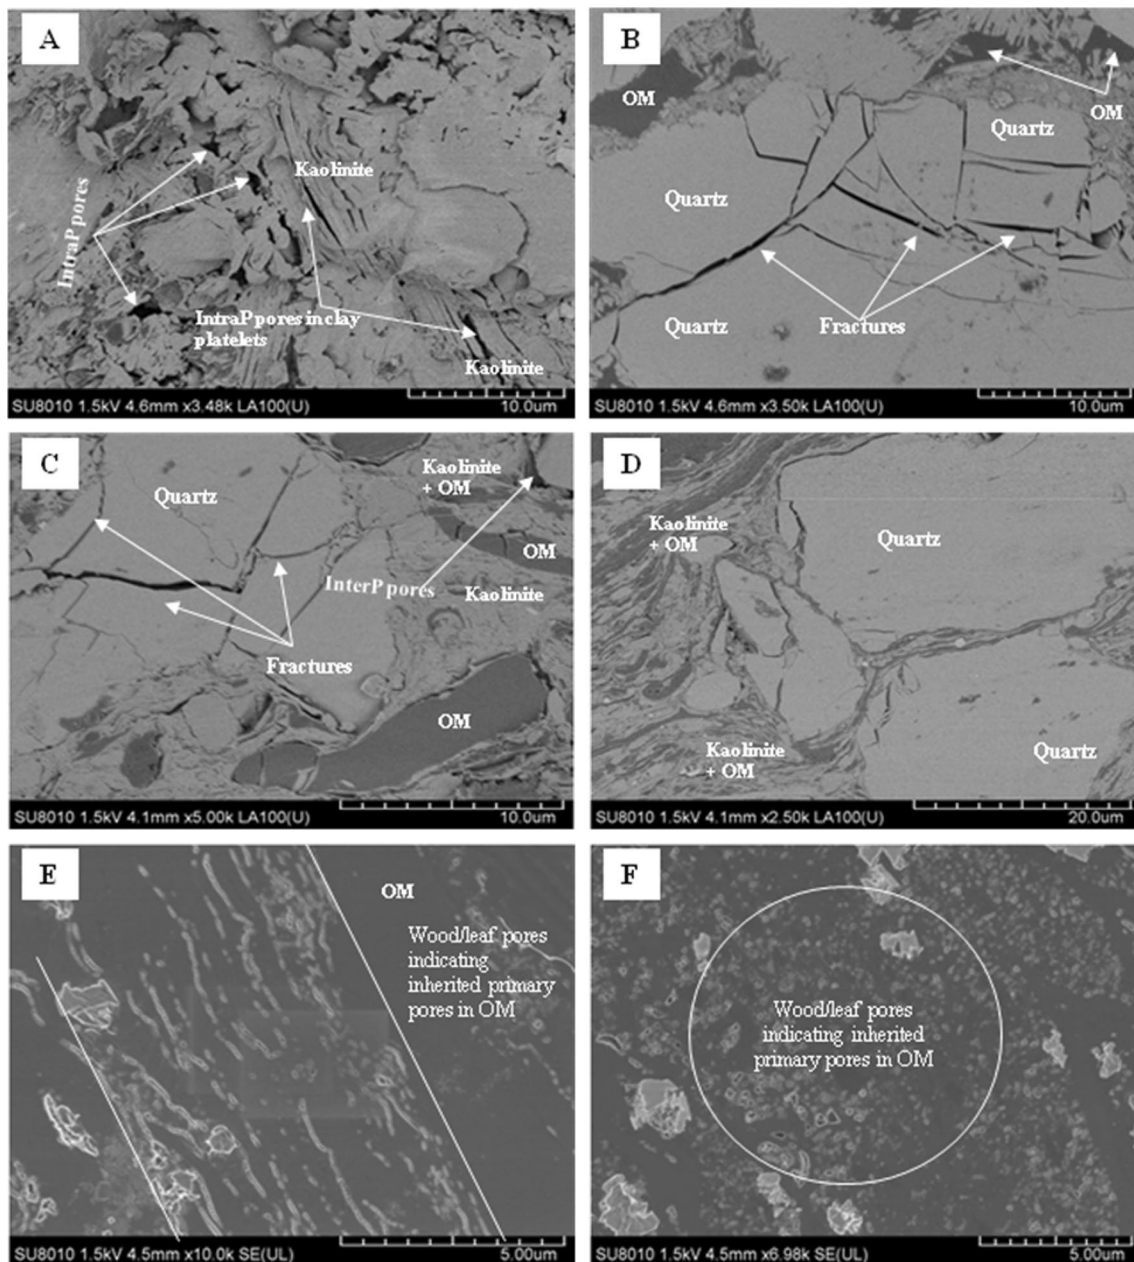 A
Kaolinite
IntraP pores
IntraP pores in clay
platelets
Kaolinite
SU8010 1.5kV 4.6mm x3.48k LA100(U)
10.0um
B
OM
OM
Quartz
Quartz
Quartz
Fractures
SU8010 1.5kV 4.6mm x3.50k LA100(U)
10.0um
C
Quartz
Kaolinite
+ OM
OM
InterP pores
Kaolinite
Fractures
OM
SU8010 1.5kV 4.1mm x5.00k LA100(U)
10.0um
D
Kaolinite
+ OM
Quartz
Kaolinite
+ OM
Quartz
SU8010 1.5kV 4.1mm x2.50k LA100(U)
20.0um
E
OM
Wood/leaf pores
indicating
inherited primary
pores in OM
SU8010 1.5kV 4.5mm x10.0k SE(UL)
5.00um
F
Wood/leaf pores
indicating inherited
primary pores in OM
SU8010 1.5kV 4.5mm x6.98k SE(UL)
5.00um